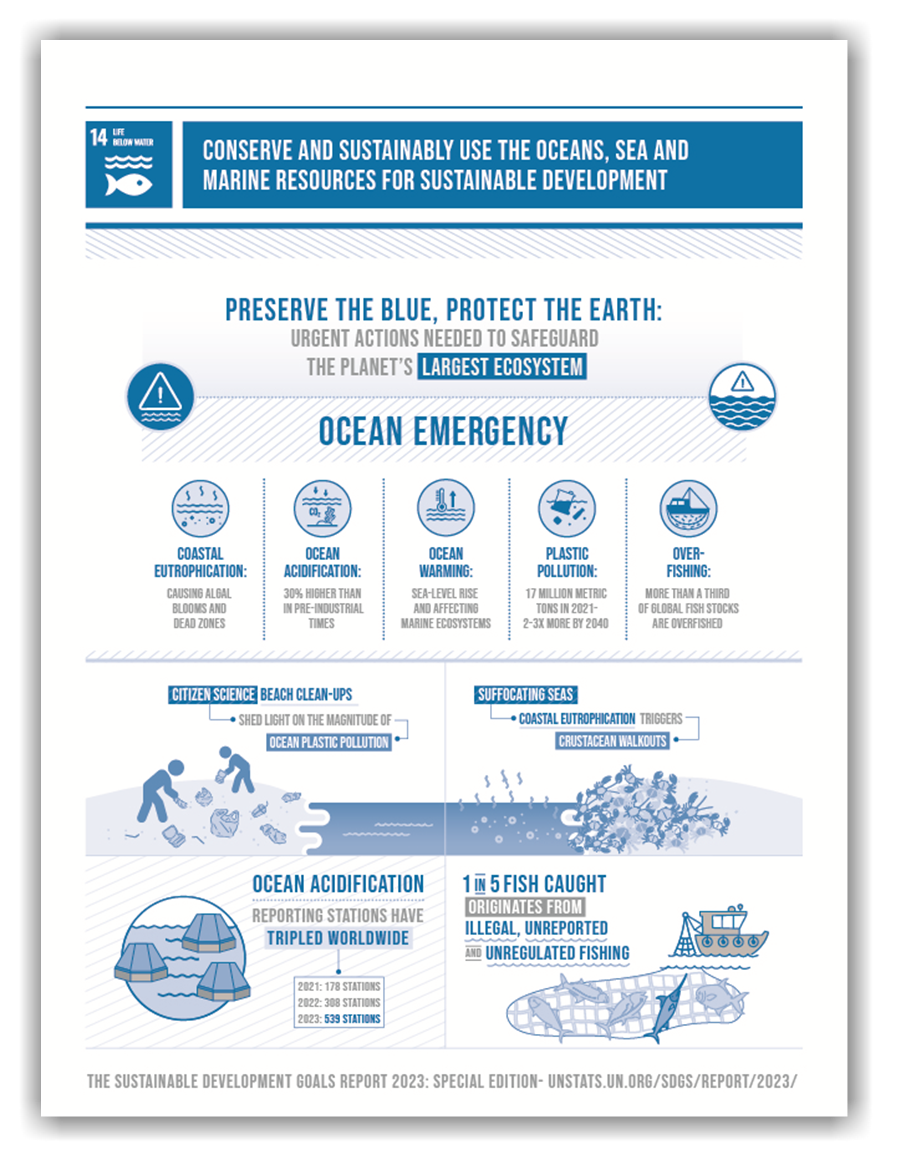 14 LIFE
BELOW WATER
CONSERVE AND SUSTAINABLY USE THE OCEANS, SEA AND
MARINE RESOURCES FOR SUSTAINABLE DEVELOPMENT
PRESERVE THE BLUE, PROTECT THE EARTH:
URGENT ACTIONS NEEDED TO SAFEGUARD
THE PLANET'S LARGEST ECOSYSTEM
OCEAN EMERGENCY
COASTAL
EUTROPHICATION:
CAUSING ALGAL
BLOOMS AND
DEAD ZONES
CO₂
OCEAN
ACIDIFICATION:
30% HIGHER THAN
IN PRE-INDUSTRIAL
TIMES
OCEAN
WARMING:
SEA-LEVEL RISE
AND AFFECTING
MARINE ECOSYSTEMS
PLASTIC
POLLUTION:
17 MILLION METRIC
TONS IN 2021-
2-3X MORE BY 2040
OVER-
FISHING:
MORE THAN A THIRD
OF GLOBAL FISH STOCKS
ARE OVERFISHED
CITIZEN SCIENCE BEACH CLEAN-UPS
SHED LIGHT ON THE MAGNITUDE OF
OCEAN PLASTIC POLLUTION
SUFFOCATING SEAS
COASTAL EUTROPHICATION TRIGGERS
CRUSTACEAN WALKOUTS
OCEAN ACIDIFICATION
REPORTING STATIONS HAVE
TRIPLED WORLDWIDE
2021: 178 STATIONS
2022: 308 STATIONS
2023: 539 STATIONS
1 IN 5 FISH CAUGHT
ORIGINATES FROM
ILLEGAL, UNREPORTED
AND UNREGULATED FISHING
THE SUSTAINABLE DEVELOPMENT GOALS REPORT 2023: SPECIAL EDITION- UNSTATS.UN.ORG/SDGS/REPORT/2023/